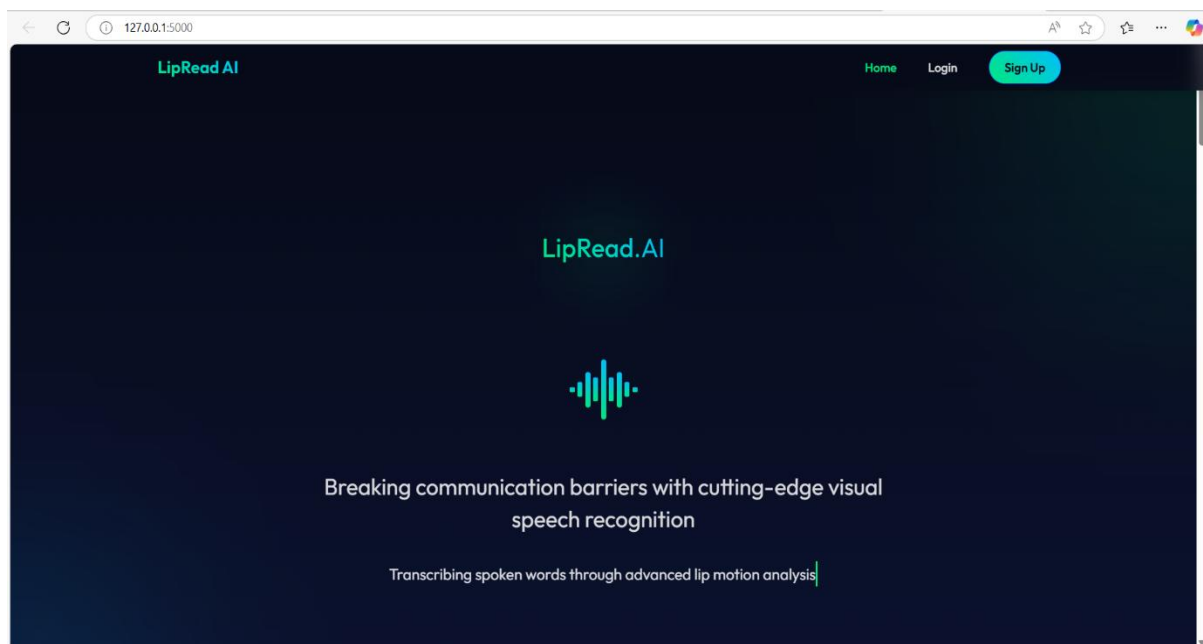 127.0.0.1:5000
LipRead AI
Home Login Sign Up
LipRead.AI
Breaking communication barriers with cutting-edge visual
speech recognition
Transcribing spoken words through advanced lip motion analysis